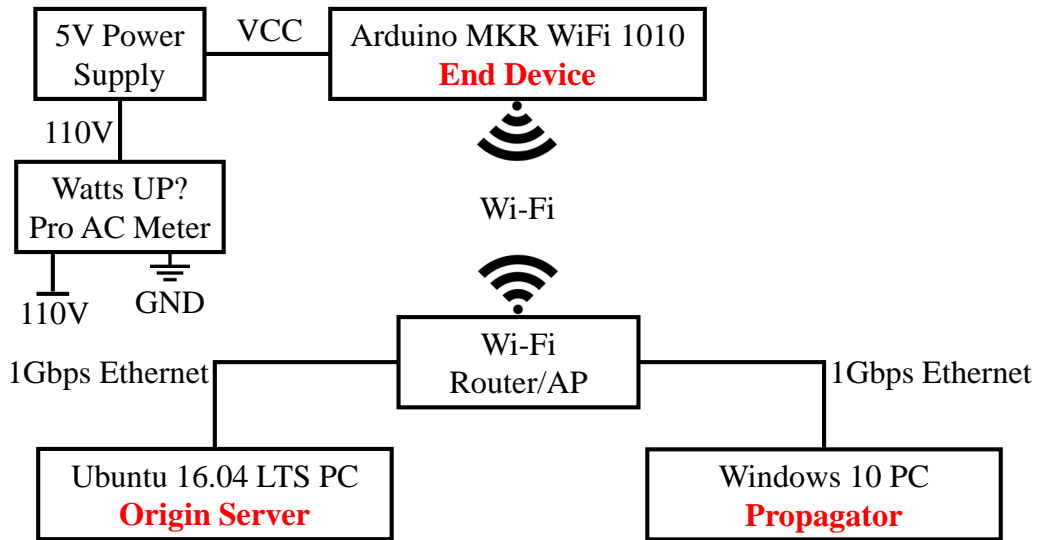 5V Power
Supply
VCC
Arduino MKR WiFi 1010
End Device
110V
Watts UP?
Pro AC Meter
Wi-Fi
110V
GND
Wi-Fi
Router/AP
1Gbps Ethernet
1Gbps Ethernet
Ubuntu 16.04 LTS PC
Origin Server
Windows 10 PC
Propagator